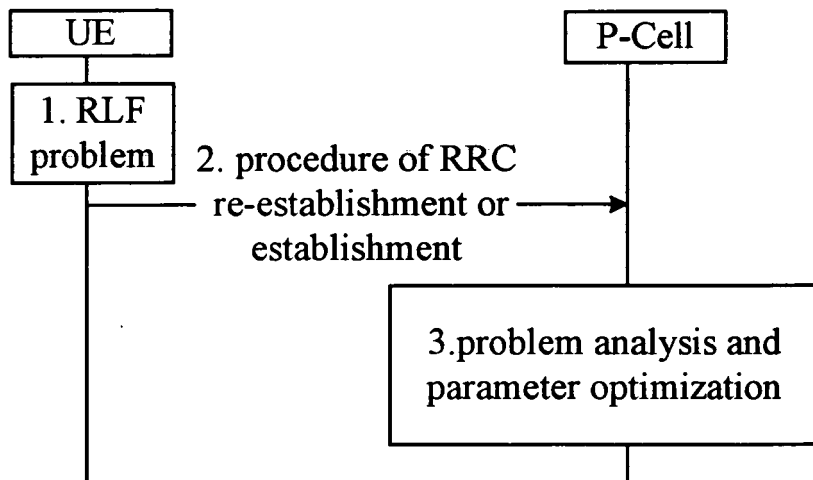 UE
P-Cell
1. RLF
problem
2. procedure of RRC
re-establishment or
establishment
3.problem analysis and
parameter optimization